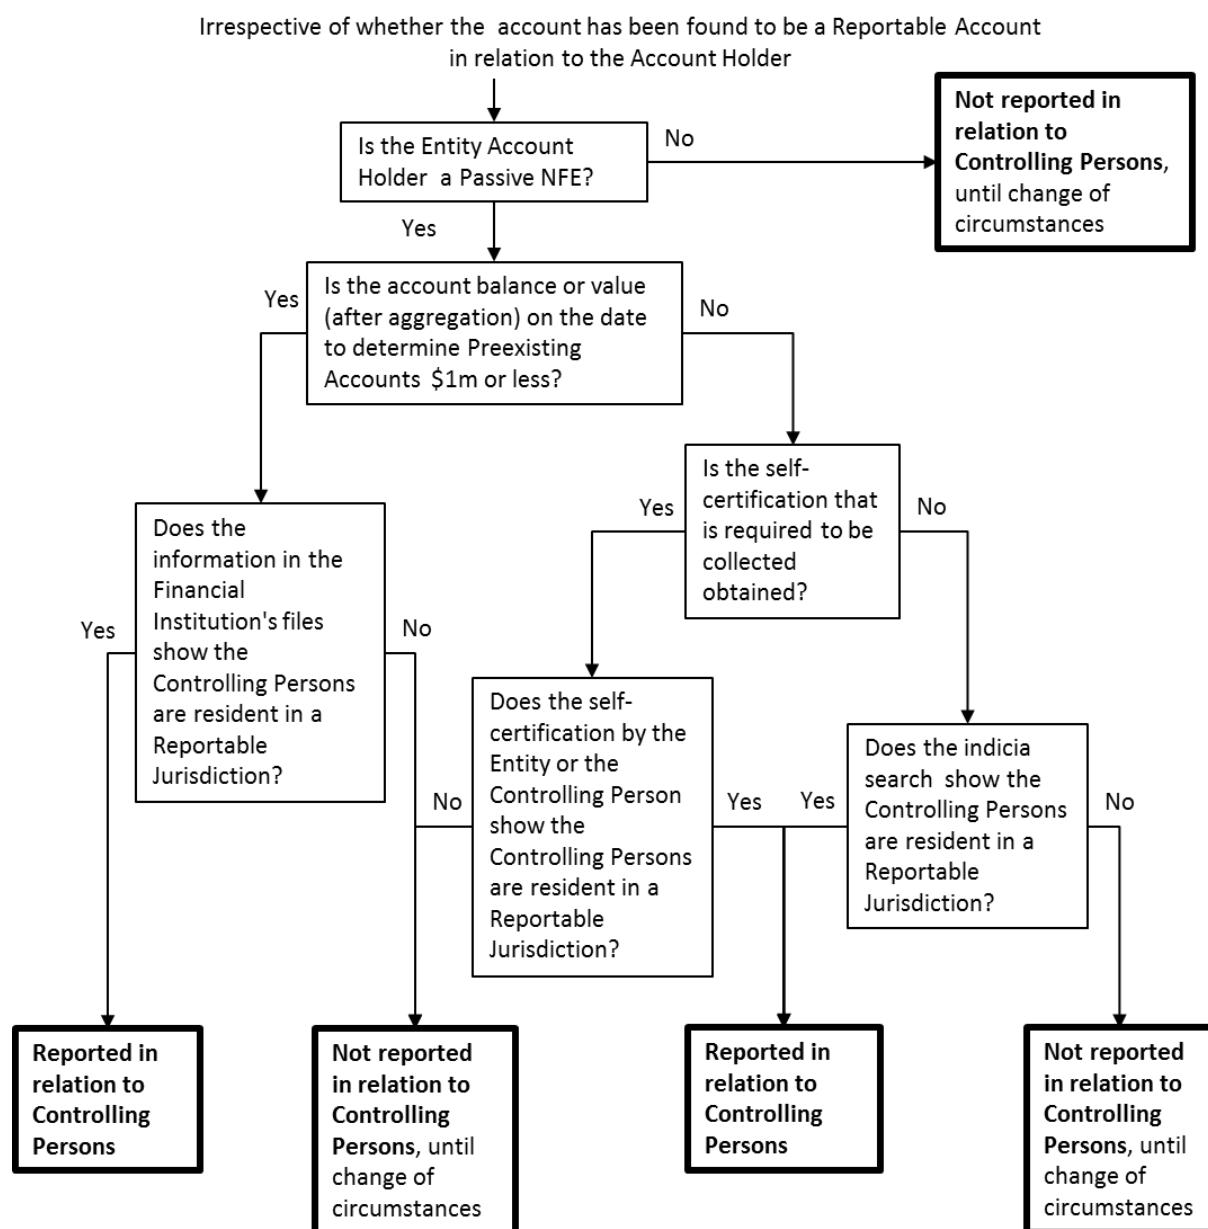 Irrespective of whether the account has been found to be a Reportable Account
in relation to the Account Holder
Is the Entity Account
Holder a Passive NFE?
No
Not reported in
relation to
Controlling Persons,
until change of
circumstances
Yes
Is the account balance or value
(after aggregation) on the date
to determine Preexisting
Accounts $1m or less?
Yes
No
Is the self-
certification that
is required to be
collected
obtained?
Yes
No
Does the
information in the
Financial
Institution's files
show the
Controlling Persons
are resident in a
Reportable
Jurisdiction?
Yes
No
Does the self-
certification by the
Entity or the
Controlling Person
show the
Controlling Persons
are resident in a
Reportable
Jurisdiction?
No
Yes
Does the indicia
search show the
Controlling Persons
are resident in a
Reportable
Jurisdiction?
Yes
No
Reported in
relation to
Controlling
Persons
Not reported
in relation to
Controlling
Persons, until
change of
circumstances
Reported in
relation to
Controlling
Persons
Not reported
in relation to
Controlling
Persons, until
change of
circumstances